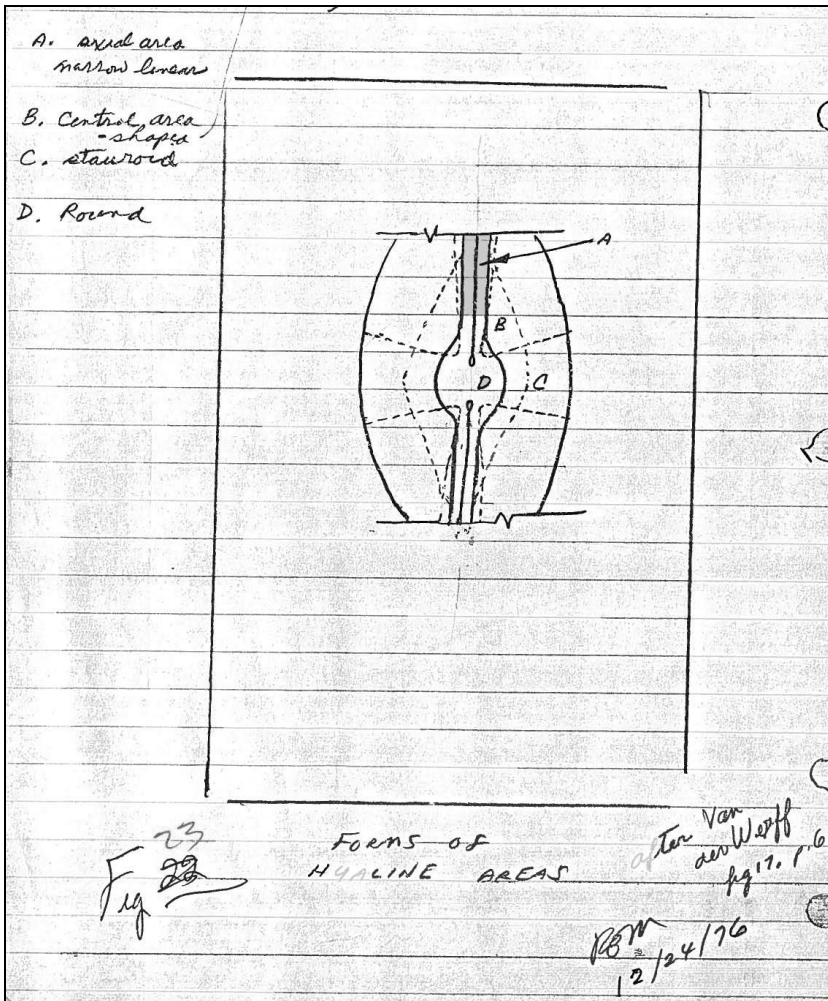 A. axial area
narrow linear
B. Central area
-shaped
C. stauroid
D. Round
A
B
D
C
23
Fig 22
FORMS OF
HYALINE AREAS
after Van
der Werff
fig 17. p. 6
12/24/76